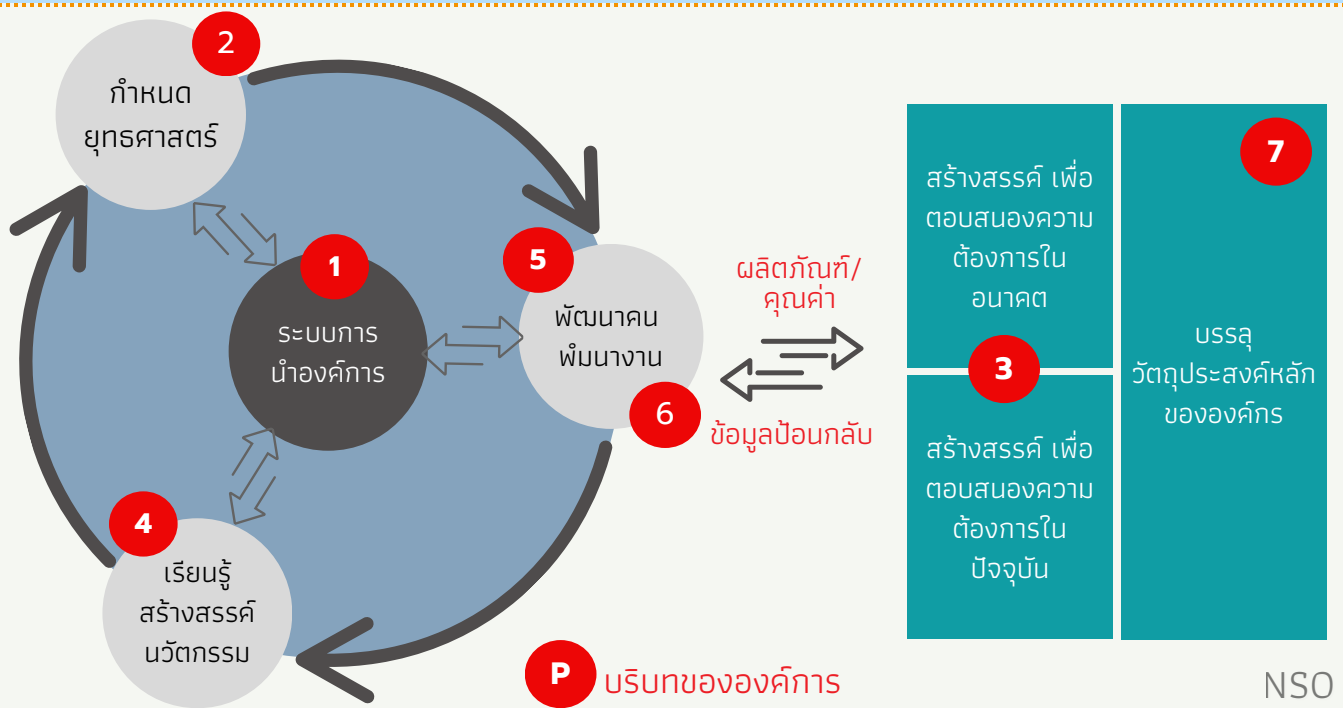 2
กำหนด
ยุทธศาสตร์
1
ระบบการ
นำองค์การ
5
พัฒนาคน
พํมนางาน
6
4
เรียนรู้
สร้างสรรค์
นวัตกรรม
ผลิตภัณฑ์/
คุณค่า
ข้อมูลป้อนกลับ
สร้างสรรค์ เพื่อ
ตอบสนองความ
ต้องการใน
อนาคต
3
สร้างสรรค์ เพื่อ
ตอบสนองความ
ต้องการใน
ปัจจุบัน
7
บรรลุ
วัตถุประสงค์หลัก
ขององค์กร
P
บริบทขององค์การ
NSO